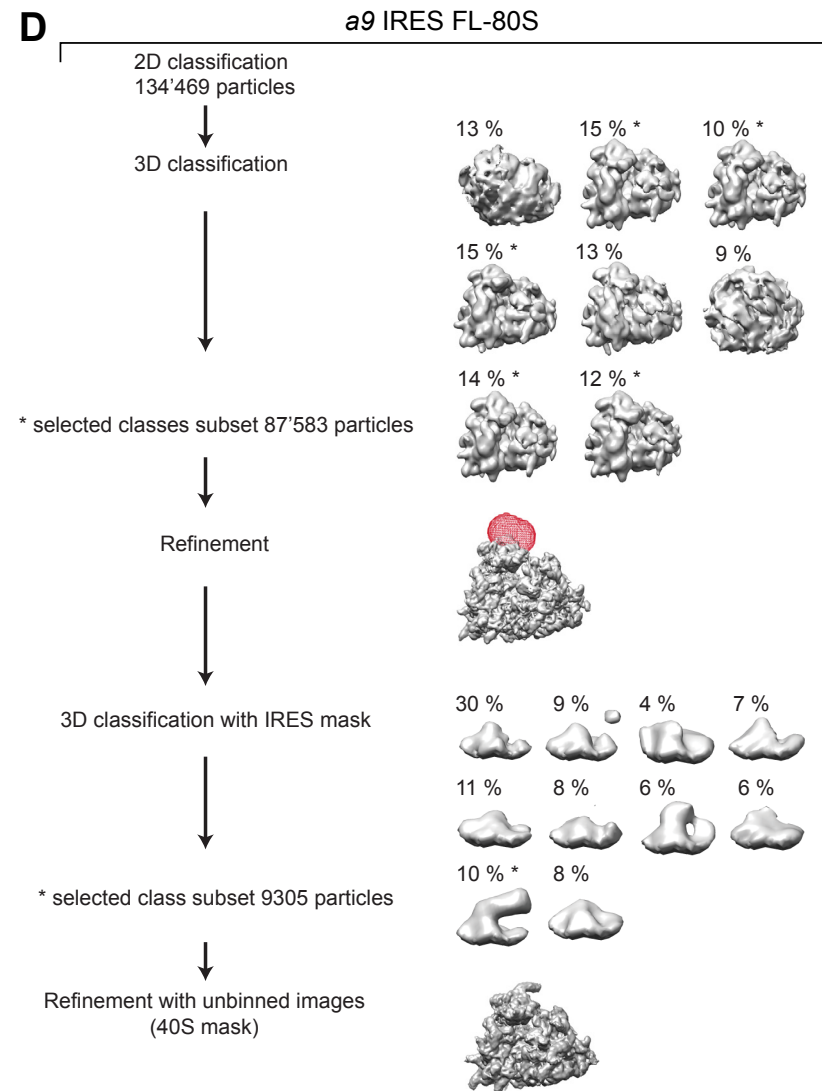 D
a9 IRES FL-80S
2D classification
134'469 particles
3D classification
13 %
15 % *
10 % *
15 % *
13 %
9 %
14 % *
12 % *
* selected classes subset 87'583 particles
Refinement
3D classification with IRES mask
30 %
9 %
4 %
7 %
11 %
8 %
6 %
6 %
10 % *
8 %
* selected class subset 9305 particles
Refinement with unbinned images
(40S mask)